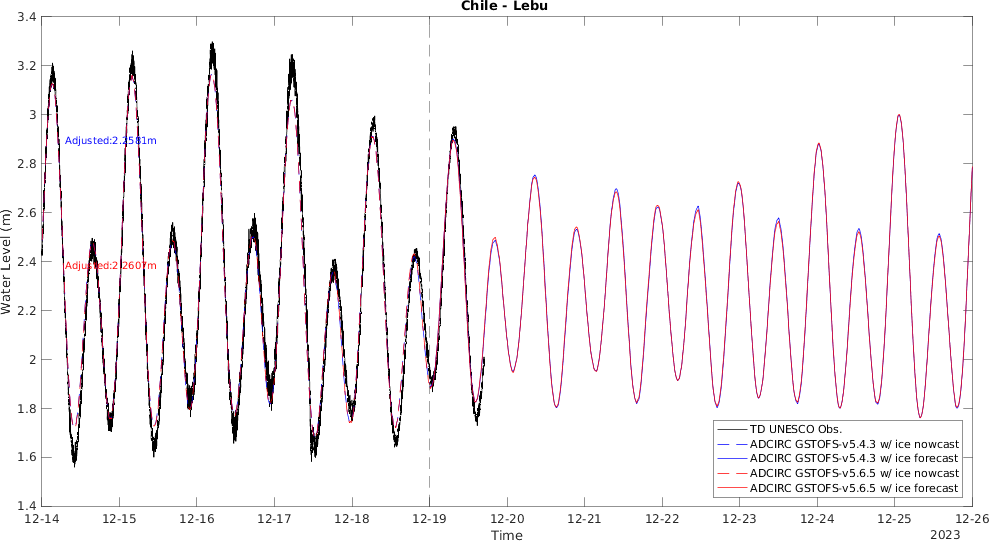 Chile - Lebu
Water Level (m)
3.4
3.2
3
2.8
2.6
2.4
2.2
2
1.8
1.6
1.4
Adjusted:2.2581m
Adjusted:2.2607m
TD UNESCO Obs.
ADCIRC GSTOFS-v5.4.3 w/ ice nowcast
ADCIRC GSTOFS-v5.4.3 w/ ice forecast
ADCIRC GSTOFS-v5.6.5 w/ ice nowcast
ADCIRC GSTOFS-v5.6.5 w/ ice forecast
12-14 12-15 12-16 12-17 12-18 12-19 12-20 12-21 12-22 12-23 12-24 12-25 12-26
Time
2023